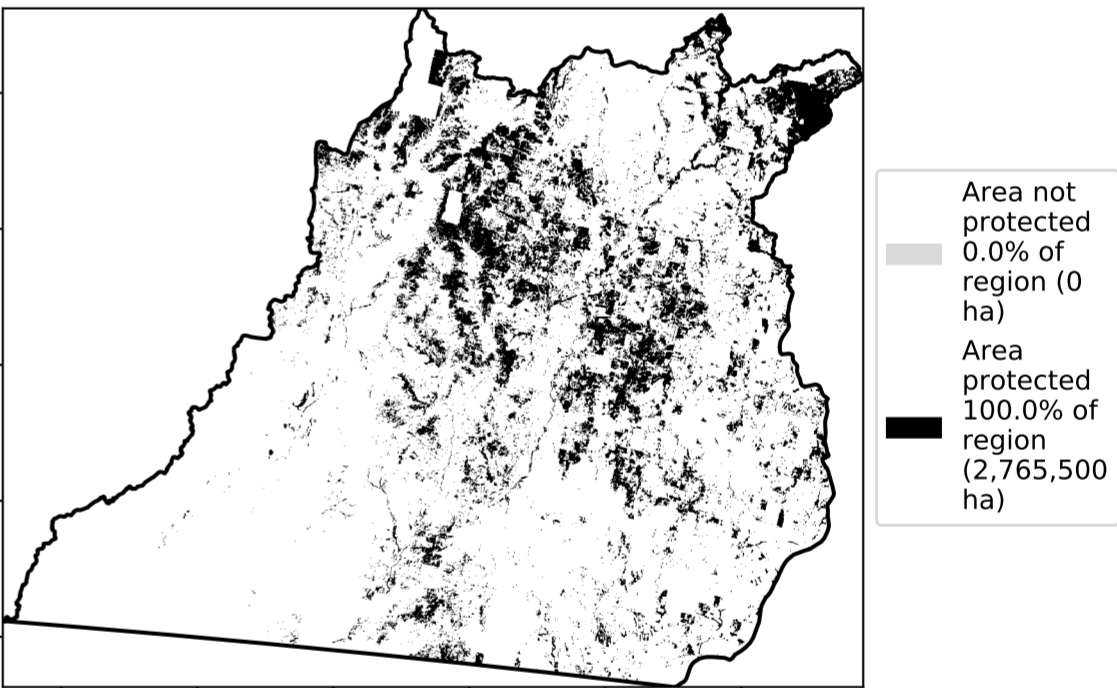 Area not
protected
0.0% of
region (0
ha)
Area
protected
100.0% of
region
(2,765,500
ha)